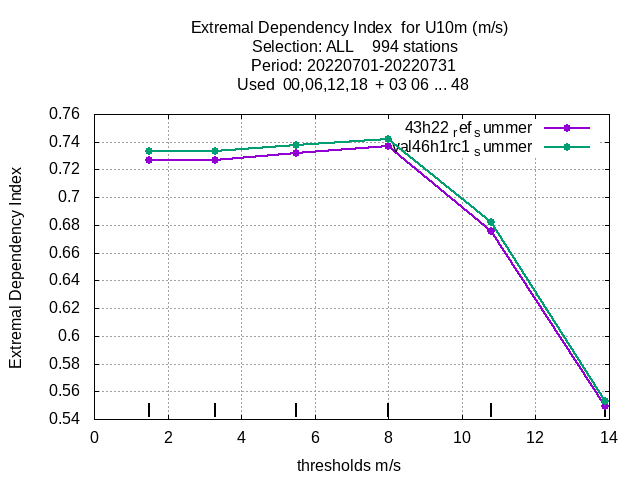 Extremal Dependency Index  for U10m (m/s)
Selection: ALL    994 stations
Period: 20220701-20220731
Used  00,06,12,18  + 03 06 ... 48
0.76
0.74
0.72
0.7
0.68
0.66
0.64
0.62
0.6
0.58
0.56
0.54
Extremal Dependency Index
43h22 ref summer
val46h1rc1 summer
0 2 4 6 8 10 12 14
thresholds m/s